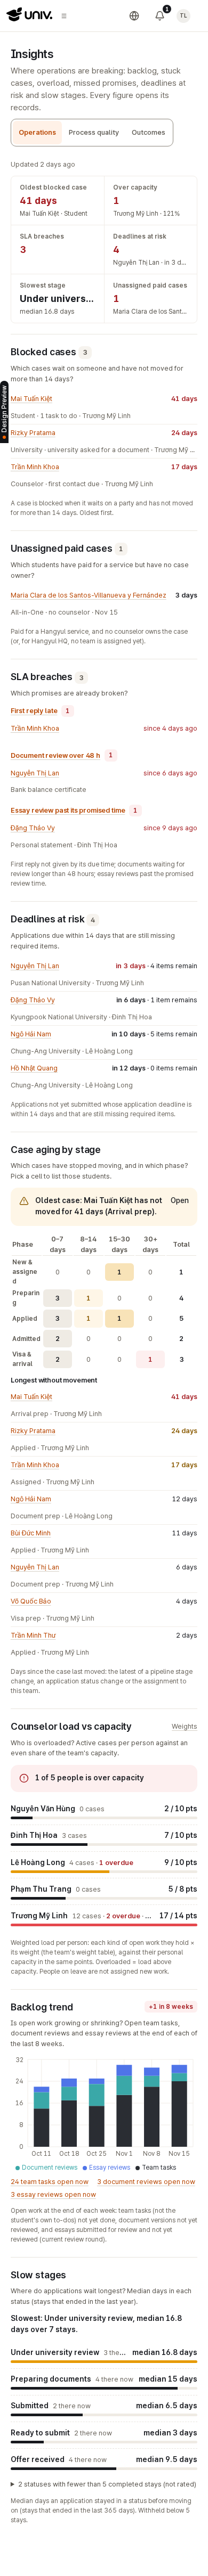 UNIV.
1
TL
Insights
Where operations are breaking: backlog, stuck
cases, overload, missed promises, deadlines at
risk and slow stages. Every figure opens its
records.
Operations
Process quality
Outcomes
Updated 2 days ago
Oldest blocked case
41 days
Mai Tuấn Kiệt · Student
Over capacity
1
Trương Mỹ Linh · 121%
SLA breaches
3
Deadlines at risk
4
Nguyễn Thị Lan · in 3 d...
Slowest stage
Under univers...
median 16.8 days
Unassigned paid cases
1
Maria Clara de los Sant...
Design Preview
Blocked cases 3
Which cases wait on someone and have not moved for
more than 14 days?
Mai Tuấn Kiệt 41 days
Student · 1 task to do · Trương Mỹ Linh
Rizky Pratama 24 days
University · university asked for a document · Trương Mỹ ...
Trần Minh Khoa 17 days
Counselor · first contact due · Trương Mỹ Linh
A case is blocked when it waits on a party and has not moved
for more than 14 days. Oldest first.
Unassigned paid cases 1
Which students have paid for a service but have no case
owner?
Maria Clara de los Santos-Villanueva y Fernández 3 days
All-in-One · no counselor · Nov 15
Paid for a Hangyul service, and no counselor owns the case
(or, for Hangyul HQ, no team is assigned yet).
SLA breaches 3
Which promises are already broken?
First reply late 1
Trần Minh Khoa since 4 days ago
Document review over 48 h 1
Nguyễn Thị Lan since 6 days ago
Bank balance certificate
Essay review past its promised time 1
Đặng Thảo Vy since 9 days ago
Personal statement · Đinh Thị Hoa
First reply not given by its due time; documents waiting for
review longer than 48 hours; essay reviews past the promised
review time.
Deadlines at risk 4
Applications due within 14 days that are still missing
required items.
Nguyễn Thị Lan in 3 days · 4 items remain
Pusan National University · Trương Mỹ Linh
Đặng Thảo Vy in 6 days · 1 items remains
Kyungpook National University · Đinh Thị Hoa
Ngô Hải Nam in 10 days · 5 items remain
Chung-Ang University · Lê Hoàng Long
Hồ Nhật Quang in 12 days · 0 items remain
Chung-Ang University · Lê Hoàng Long
Applications not yet submitted whose application deadline is
within 14 days and that are still missing required items.
Case aging by stage
Which cases have stopped moving, and in which phase?
Pick a cell to list those students.
Oldest case: Mai Tuấn Kiệt has not Open
moved for 41 days (Arrival prep).
Phase 0–7 days 8–14 days 15–30 days 30+ days Total
New & assigned 0 0 1 0 1
Preparing 3 1 0 0 4
Applied 3 1 1 0 5
Admitted 2 0 0 0 2
Visa & arrival 2 0 0 1 3
Longest without movement
Mai Tuấn Kiệt 41 days
Arrival prep · Trương Mỹ Linh
Rizky Pratama 24 days
Applied · Trương Mỹ Linh
Trần Minh Khoa 17 days
Assigned · Trương Mỹ Linh
Ngô Hải Nam 12 days
Document prep · Lê Hoàng Long
Bùi Đức Minh 11 days
Applied · Trương Mỹ Linh
Nguyễn Thị Lan 6 days
Document prep · Trương Mỹ Linh
Võ Quốc Bảo 4 days
Visa prep · Trương Mỹ Linh
Trần Minh Thư 2 days
Applied · Trương Mỹ Linh
Days since the case last moved: the latest of a pipeline stage
change, an application status change or the assignment to
this team.
Counselor load vs capacity Weights
Who is overloaded? Active cases per person against an
even share of the team's capacity.
1 of 5 people is over capacity
Nguyễn Văn Hùng 0 cases 2 / 10 pts
Đinh Thị Hoa 3 cases 7 / 10 pts
Lê Hoàng Long 4 cases · 1 overdue 9 / 10 pts
Phạm Thu Trang 0 cases 5 / 8 pts
Trương Mỹ Linh 12 cases · 2 overdue · ... 17 / 14 pts
Weighted load per person: each kind of open work they hold ×
its weight (the team's weight table), against their personal
capacity in the same points. Overloaded = load above
capacity. People on leave are not assigned new work.
Backlog trend +1 in 8 weeks
Is open work growing or shrinking? Open team tasks,
document reviews and essay reviews at the end of each of
the last 8 weeks.
32
24
16
8
0
Oct 11 Oct 18 Oct 25 Nov 1 Nov 8 Nov 15
Document reviews Essay reviews Team tasks
24 team tasks open now 3 document reviews open now
3 essay reviews open now
Open work at the end of each week: team tasks (not the
student's own to-dos) not yet done, document versions not yet
reviewed, and essays submitted for review and not yet
reviewed (current review round).
Slow stages
Where do applications wait longest? Median days in each
status (stays that ended in the last year).
Slowest: Under university review, median 16.8
days over 7 stays.
Under university review 3 the... median 16.8 days
Preparing documents 4 there now median 15 days
Submitted 2 there now median 6.5 days
Ready to submit 2 there now median 3 days
Offer received 4 there now median 9.5 days
2 statuses with fewer than 5 completed stays (not rated)
Median days an application stayed in a status before moving
on (stays that ended in the last 365 days). Withheld below 5
stays.